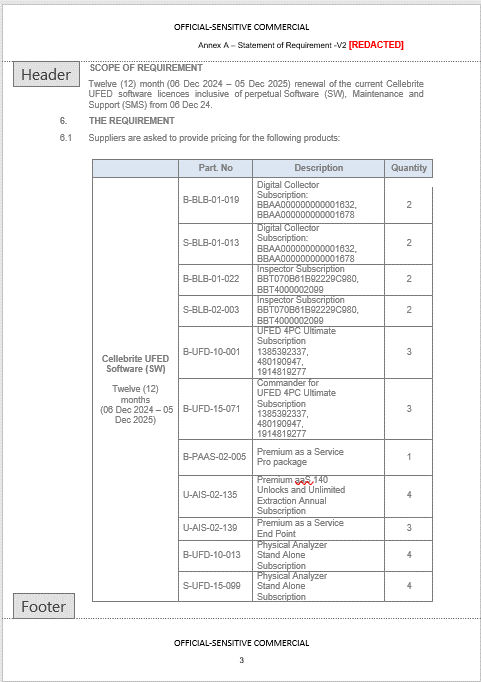 OFFICIAL-SENSITIVE COMMERCIAL
Annex A – Statement of Requirement -V2 [REDACTED]
Header
SCOPE OF REQUIREMENT
Twelve (12) month (06 Dec 2024 – 05 Dec 2025) renewal of the current Cellebrite
UFED software licences inclusive of perpetual Software (SW), Maintenance and
Support (SMS) from 06 Dec 24.
6. THE REQUIREMENT
6.1 Suppliers are asked to provide pricing for the following products:
Part. No Description Quantity
Cellebrite UFED
Software (SW)
Twelve (12)
months
(06 Dec 2024 – 05
Dec 2025)
B-BLB-01-019
Digital Collector
Subscription:
BBAA000000000001632,
BBAA000000000001678
2
S-BLB-01-013
Digital Collector
Subscription:
BBAA000000000001632,
BBAA000000000001678
2
B-BLB-01-022
Inspector Subscription
BBT070B61B92229C980,
BBT4000002099
2
S-BLB-02-003
Inspector Subscription
BBT070B61B92229C980,
BBT4000002099
2
B-UFD-10-001
UFED 4PC Ultimate
Subscription
1385392337,
480190947,
1914819277
3
B-UFD-15-071
Commander for
UFED 4PC Ultimate
Subscription
1385392337,
480190947,
1914819277
3
B-PAAS-02-005
Premium as a Service
Pro package
1
U-AIS-02-135
Premium aaS 140
Unlocks and Unlimited
Extraction Annual
Subscription
4
U-AIS-02-139
Premium as a Service
End Point
3
B-UFD-10-013
Physical Analyzer
Stand Alone
Subscription
4
S-UFD-15-099
Physical Analyzer
Stand Alone
Subscription
4
Footer
OFFICIAL-SENSITIVE COMMERCIAL
3